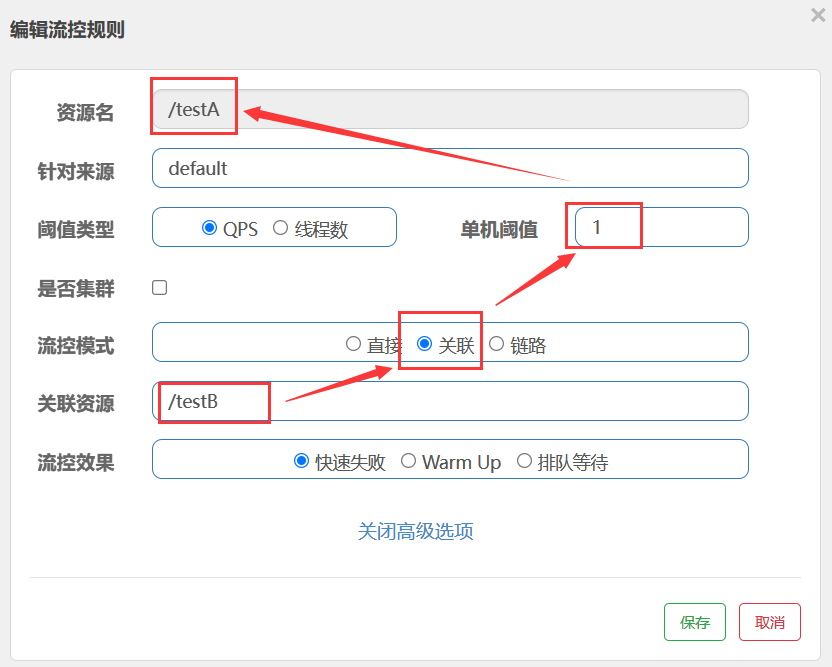 编辑流控规则
×
资源名 /testA
针对来源 default
阈值类型 QPS 线程数 单机阈值 1
是否集群
流控模式 直接 关联 链路
关联资源 /testB
流控效果 快速失败 Warm Up 排队等待
关闭高级选项
保存 取消